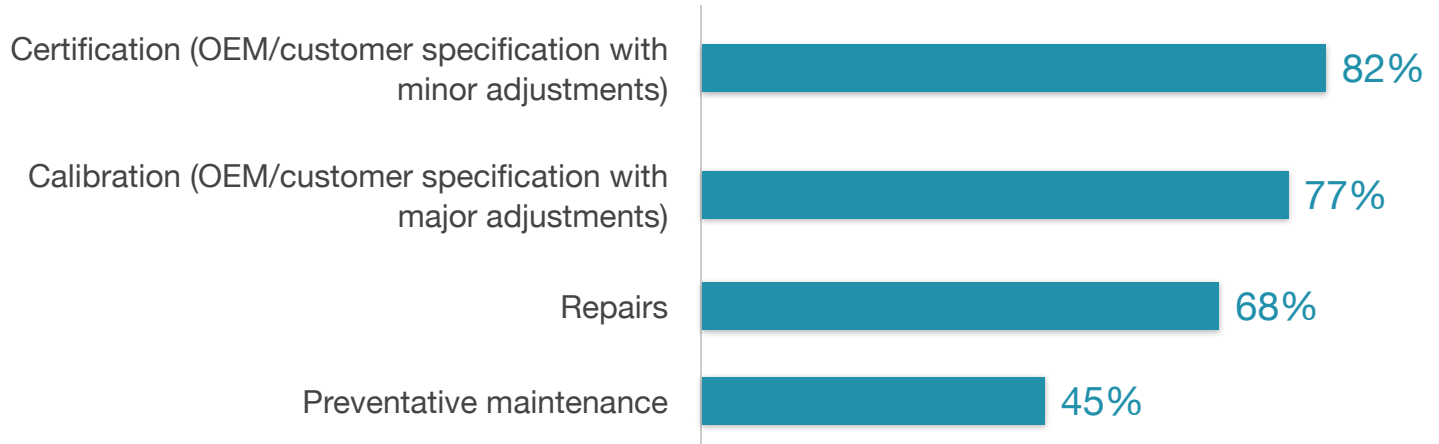 Certification (OEM/customer specification with
minor adjustments)
82%
Calibration (OEM/customer specification with
major adjustments)
77%
Repairs
68%
Preventative maintenance
45%